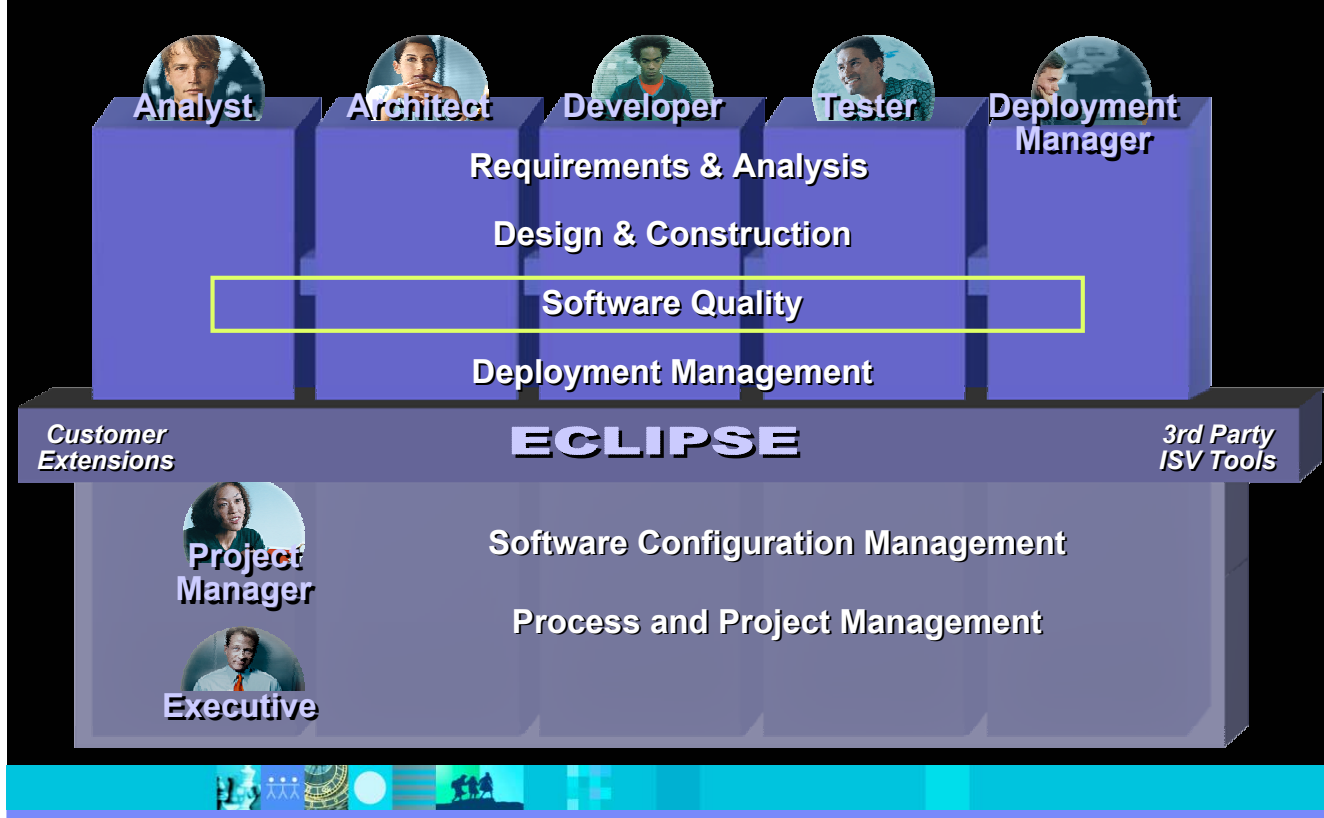 Analyst
Architect
Developer
Tester
Deployment
Manager
Requirements & Analysis
Design & Construction
Software Quality
Deployment Management
Customer
Extensions
ECLIPSE
3rd Party
ISV Tools
Project
Manager
Software Configuration Management
Process and Project Management
Executive